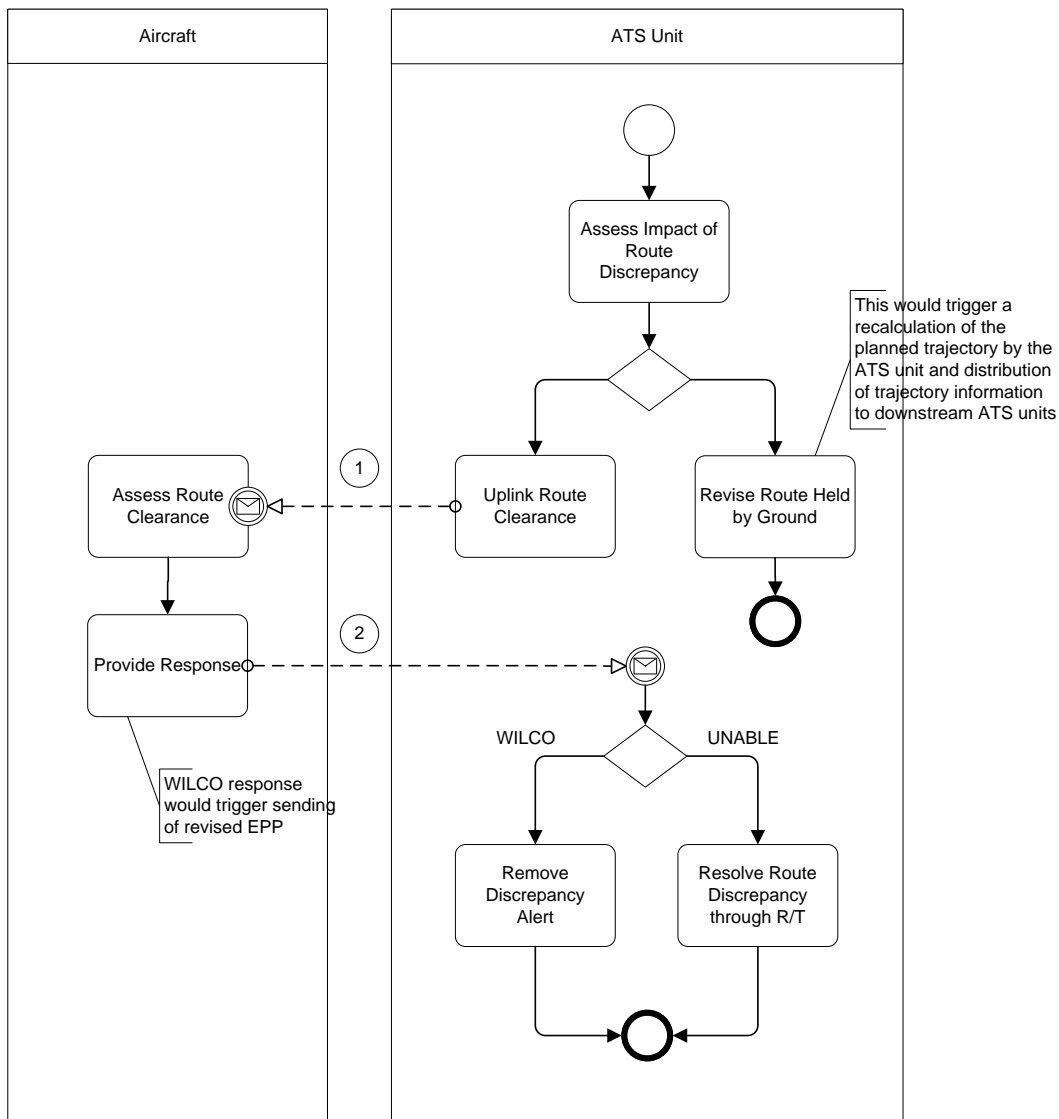 Aircraft
ATS Unit
Assess Impact of
Route
Discrepancy
This would trigger a
recalculation of the
planned trajectory by the
ATS unit and distribution
of trajectory information
to downstream ATS units
1
Assess Route
Clearance
Uplink Route
Clearance
Revise Route Held
by Ground
2
Provide Response
WILCO
UNABLE
WILCO response
would trigger sending
of revised EPP
Remove
Discrepancy
Alert
Resolve Route
Discrepancy
through R/T